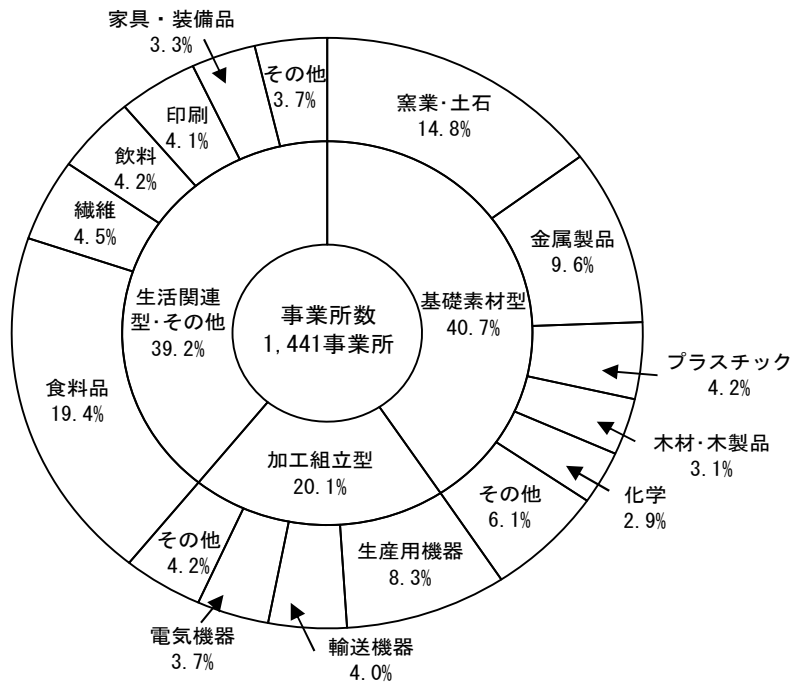 家具・装備品
3.3%
その他
3.7%
窯業・土石
14.8%
印刷
4.1%
飲料
4.2%
繊維
4.5%
金属製品
9.6%
生活関連
型・その他
39.2%
事業所数
1,441事業所
基礎素材型
40.7%
プラスチック
4.2%
食料品
19.4%
木材・木製品
3.1%
加工組立型
20.1%
化学
2.9%
その他
6.1%
その他
4.2%
生産用機器
8.3%
電気機器
3.7%
輸送機器
4.0%